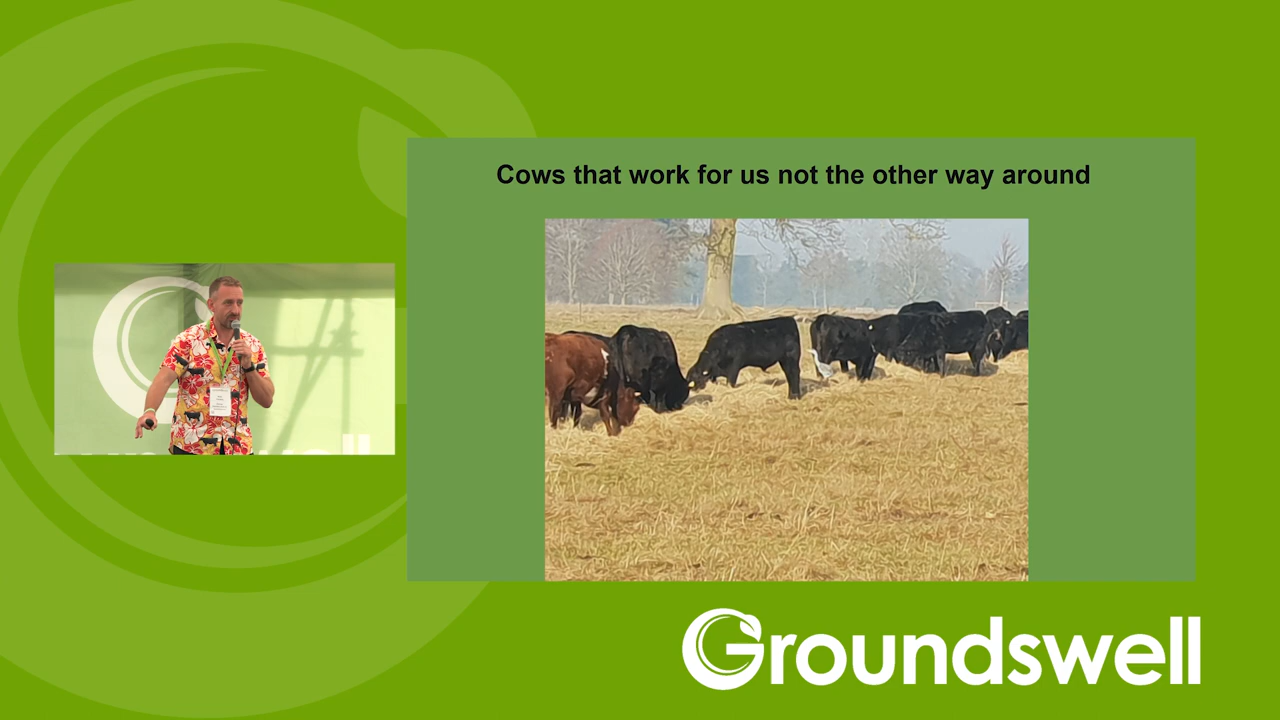 Cows that work for us not the other way around
Groundswell